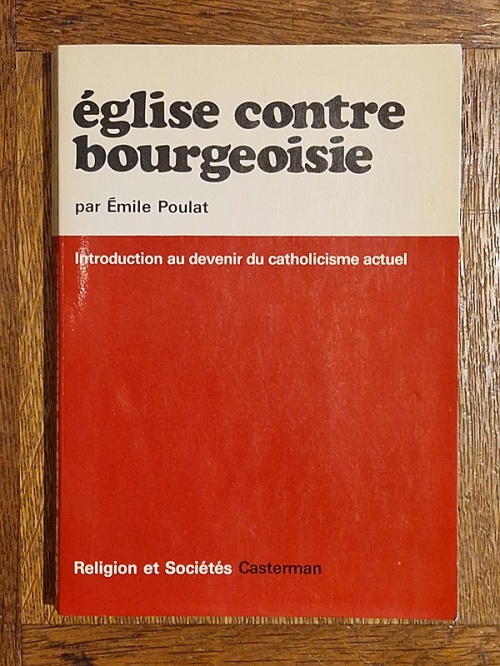 église contre
bourgeoisie
par Émile Poulat
Introduction au devenir du catholicisme actuel
Religion et Sociétés Casterman